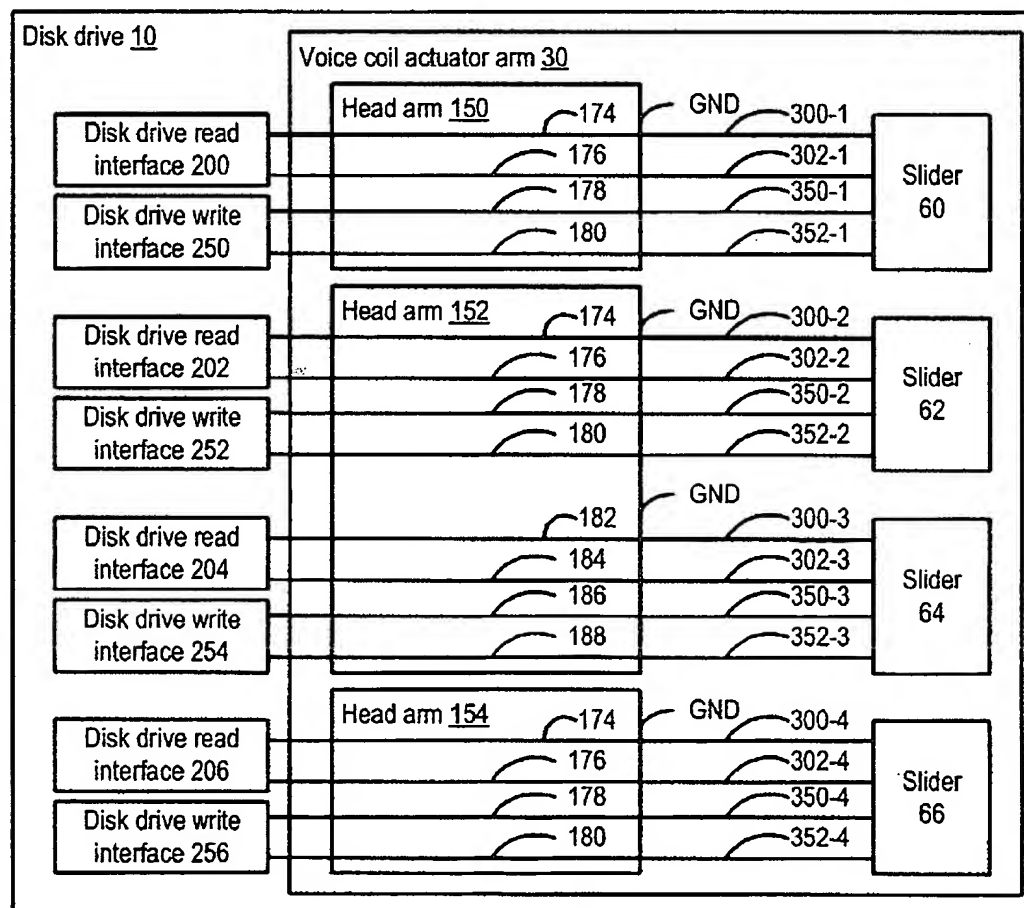 Disk drive 10
Voice coil actuator arm 30
Head arm 150
174
GND
300-1
Disk drive read
interface 200
176
302-1
Slider
60
178
350-1
Disk drive write
interface 250
180
352-1
Head arm 152
174
GND
300-2
Disk drive read
interface 202
176
302-2
Slider
62
178
350-2
Disk drive write
interface 252
180
352-2
GND
182
300-3
Disk drive read
interface 204
184
302-3
Slider
64
186
350-3
Disk drive write
interface 254
188
352-3
Head arm 154
174
GND
300-4
Disk drive read
interface 206
176
302-4
Slider
66
178
350-4
Disk drive write
interface 256
180
352-4